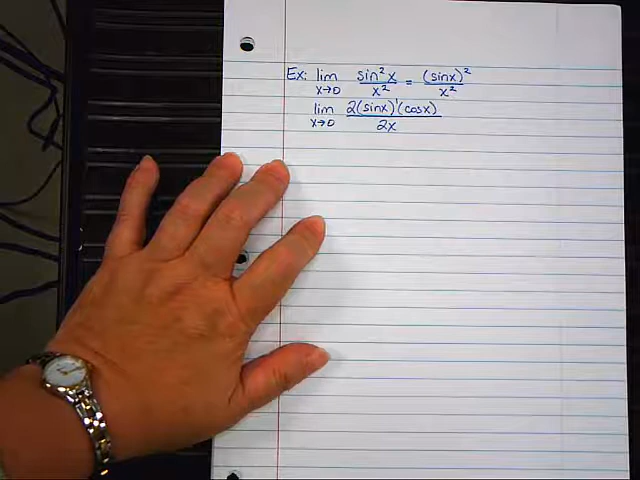 Ex: lim x→0 sin²x/x² = (sinx)²/x²
lim x→0 2(sinx)'(cosx)/2x